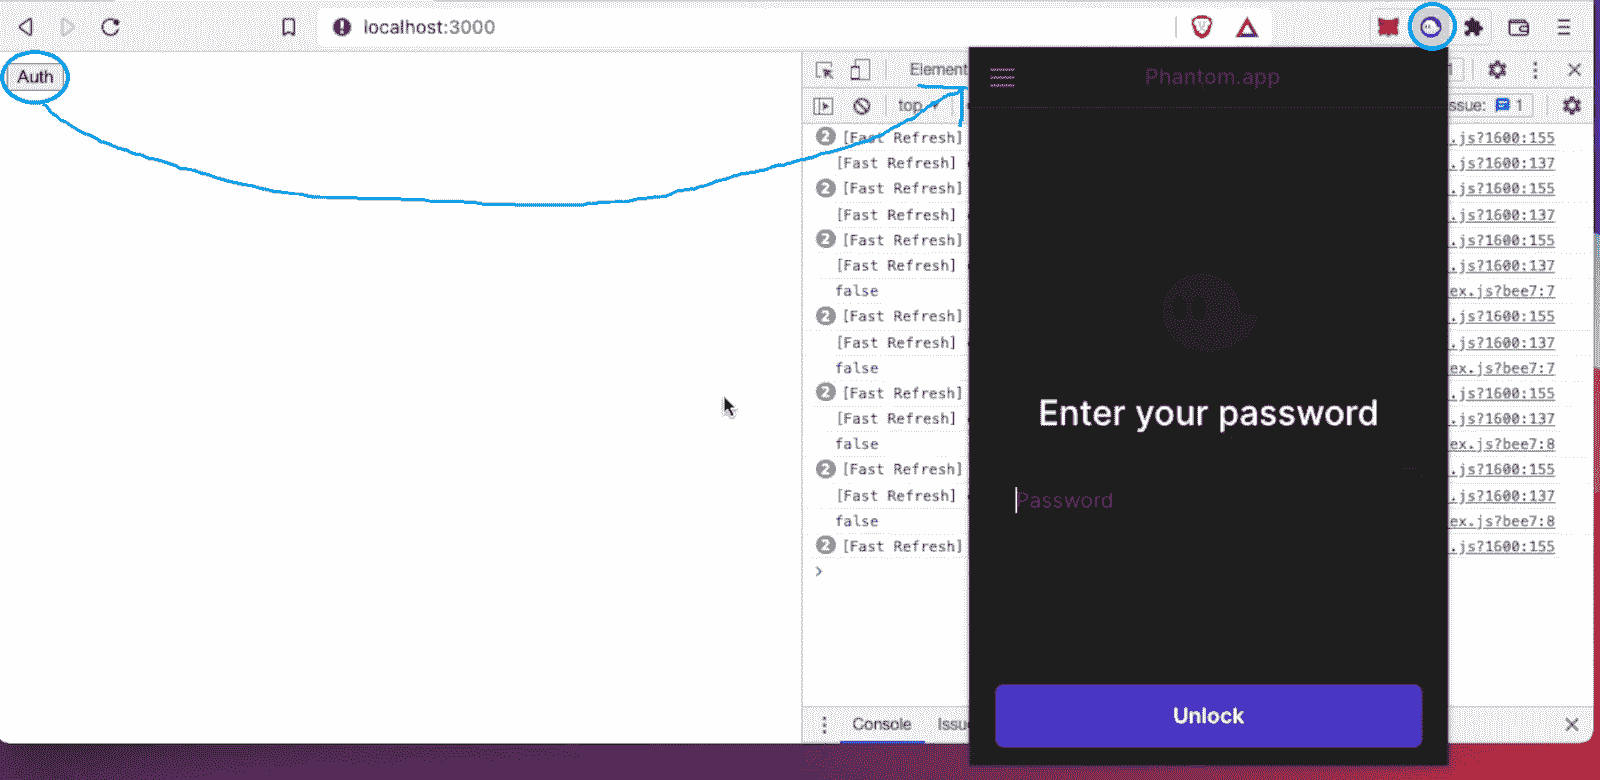 localhost:3000
Auth
Element
1
Phantom.app
top
ssue: 1
2 [Fast Refresh] .js?1600:155
[Fast Refresh] .js?1600:137
2 [Fast Refresh] .js?1600:155
[Fast Refresh] .js?1600:137
2 [Fast Refresh] .js?1600:155
[Fast Refresh] .js?1600:137
false ex.js?bee7:7
2 [Fast Refresh] .js?1600:155
[Fast Refresh] .js?1600:137
false ex.js?bee7:7
2 [Fast Refresh] .js?1600:155
[Fast Refresh] .js?1600:137
false ex.js?bee7:8
2 [Fast Refresh] .js?1600:155
[Fast Refresh] .js?1600:137
false ex.js?bee7:8
2 [Fast Refresh] .js?1600:155
Enter your password
Password
Unlock
Console Issu